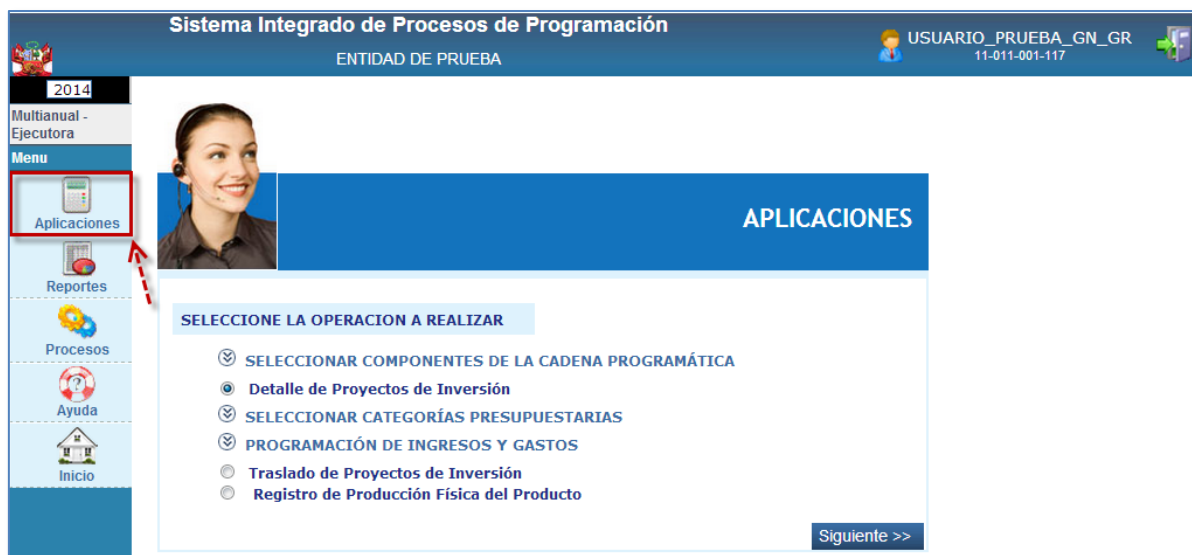 Sistema Integrado de Procesos de Programación
ENTIDAD DE PRUEBA
USUARIO_PRUEBA_GN_GR
11-011-001-117
2014
Multianual -
Ejecutora
Menu
Aplicaciones
Reportes
Procesos
Ayuda
Inicio
APLICACIONES
SELECCIONE LA OPERACION A REALIZAR
SELECCIONAR COMPONENTES DE LA CADENA PROGRAMÁTICA
Detalle de Proyectos de Inversión
SELECCIONAR CATEGORÍAS PRESUPUESTARIAS
PROGRAMACIÓN DE INGRESOS Y GASTOS
Traslado de Proyectos de Inversión
Registro de Producción Física del Producto
Siguiente >>